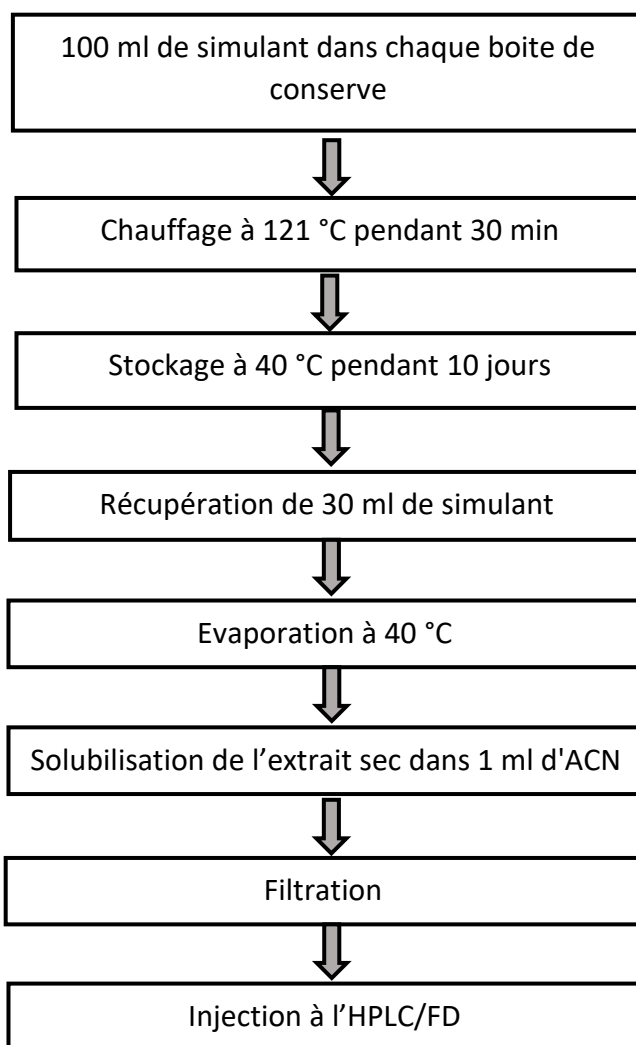 100 ml de simulant dans chaque boite de
conserve
Chauffage à 121 °C pendant 30 min
Stockage à 40 °C pendant 10 jours
Récupération de 30 ml de simulant
Evaporation à 40 °C
Solubilisation de l’extrait sec dans 1 ml d'ACN
Filtration
Injection à l’HPLC/FD